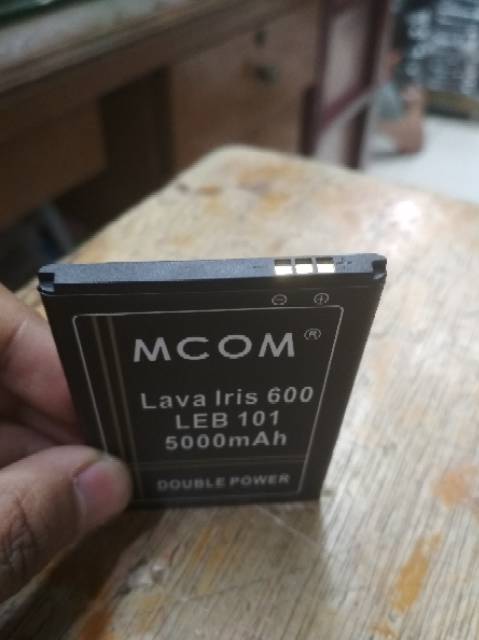 ⊖ ⊕
MCOM®
Lava Iris 600
LEB 101
5000mAh
DOUBLE POWER